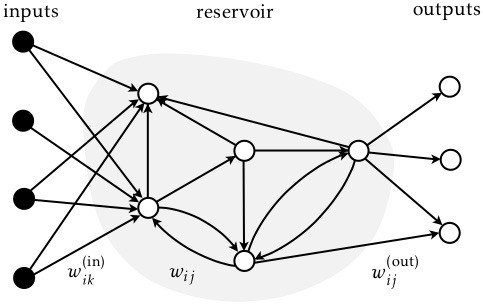 inputs
reservoir
outputs
w_{ik}^{(in)}
w_{ij}
w_{ij}^{(out)}